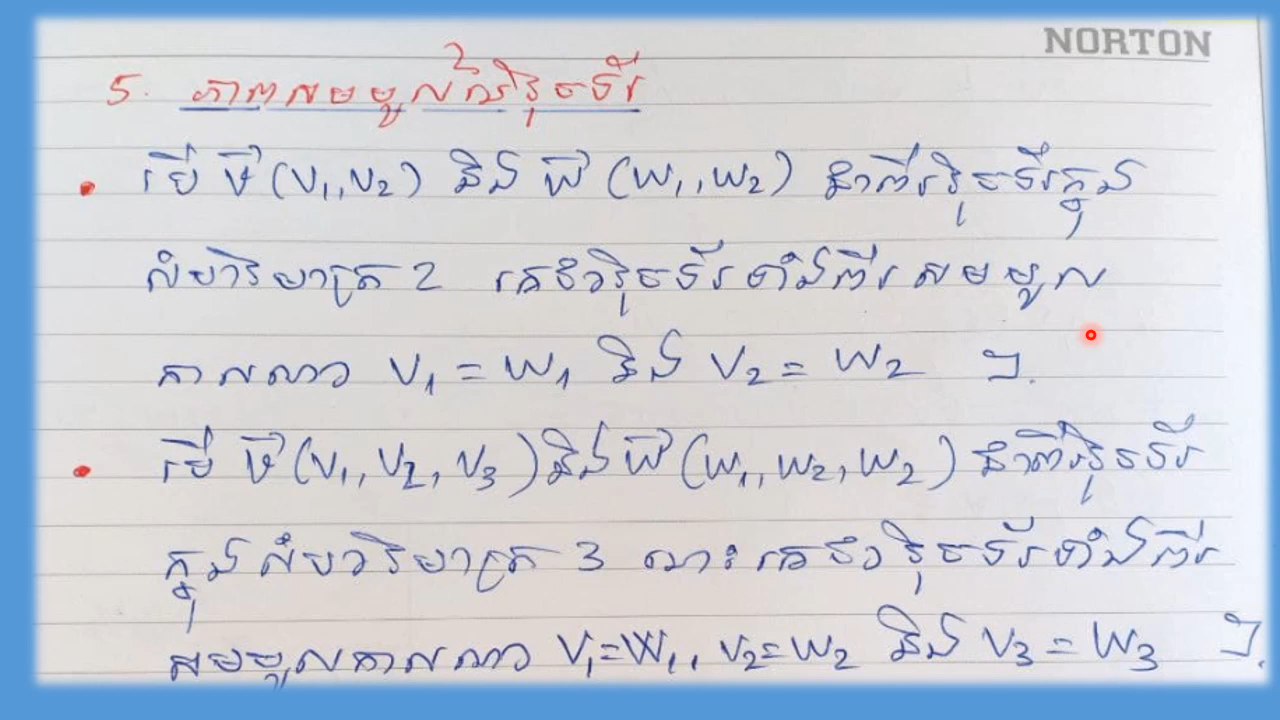 NORTON
5. ភាពសមមូលនៃវ៉ិចទ័រ
បើ v⃗ (v₁, v₂) និង w⃗ (w₁, w₂) ជាពីរវ៉ិចទ័រក្នុង
លំហវិមាត្រ 2 គេថាវ៉ិចទ័រទាំងពីរសមមូល
កាលណា v₁ = w₁ និង v₂ = w₂ ។
បើ v⃗ (v₁, v₂, v₃) និង w⃗ (w₁, w₂, w₂) ជាពីរវ៉ិចទ័រ
ក្នុងលំហវិមាត្រ 3 នោះគេថាវ៉ិចទ័រទាំងពីរ
សមមូលកាលណា v₁=w₁, v₂=w₂ និង v₃ = w₃ ។